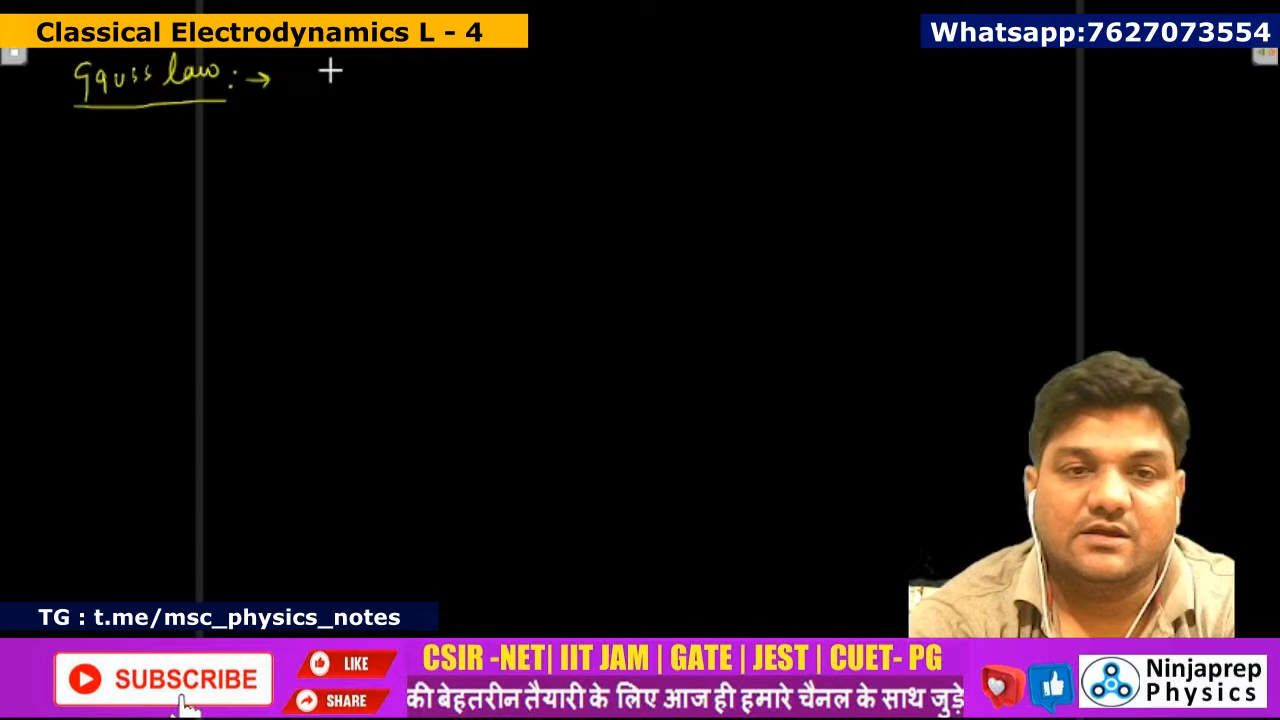 Classical Electrodynamics L - 4
Whatsapp:7627073554
Gauss law :→
TG : t.me/msc_physics_notes
SUBSCRIBE
LIKE
SHARE
CSIR -NET| IIT JAM | GATE | JEST | CUET- PG
की बेहतरीन तैयारी के लिए आज ही हमारे चैनल के साथ जुड़े
Ninjaprep
Physics